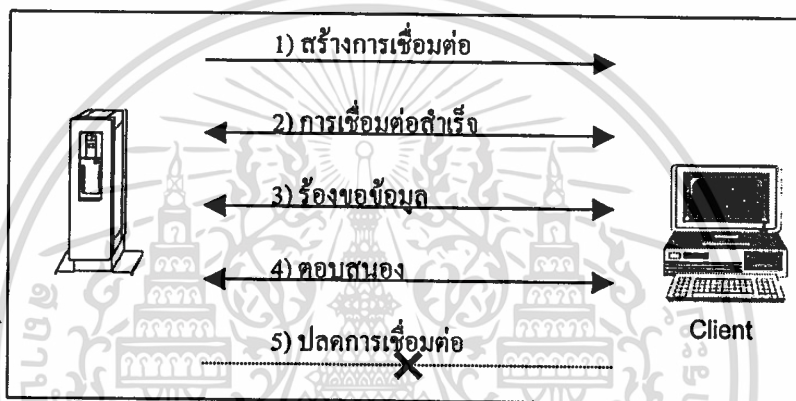 1) สร้างการเชื่อมต่อ
2) การเชื่อมต่อสำเร็จ
3) ร้องขอข้อมูล
4) ตอบสนอง
5) ปลดการเชื่อมต่อ
Client